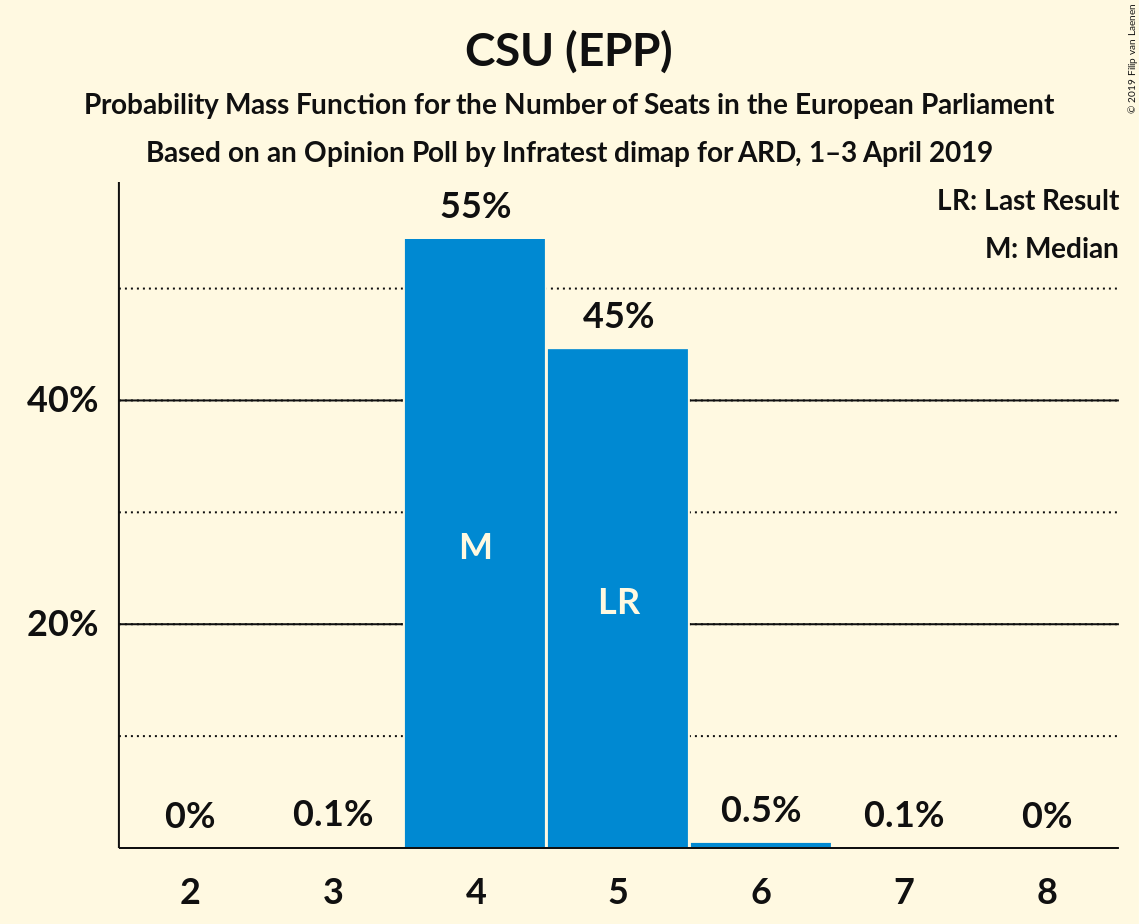 CSU (EPP)
Probability Mass Function for the Number of Seats in the European Parliament
Based on an Opinion Poll by Infratest dimap for ARD, 1–3 April 2019
© 2019 Filip van Laenen
LR: Last Result
M: Median
55%
45%
40%
20%
M
LR
0%
0.1%
0.5%
0.1%
0%
2
3
4
5
6
7
8